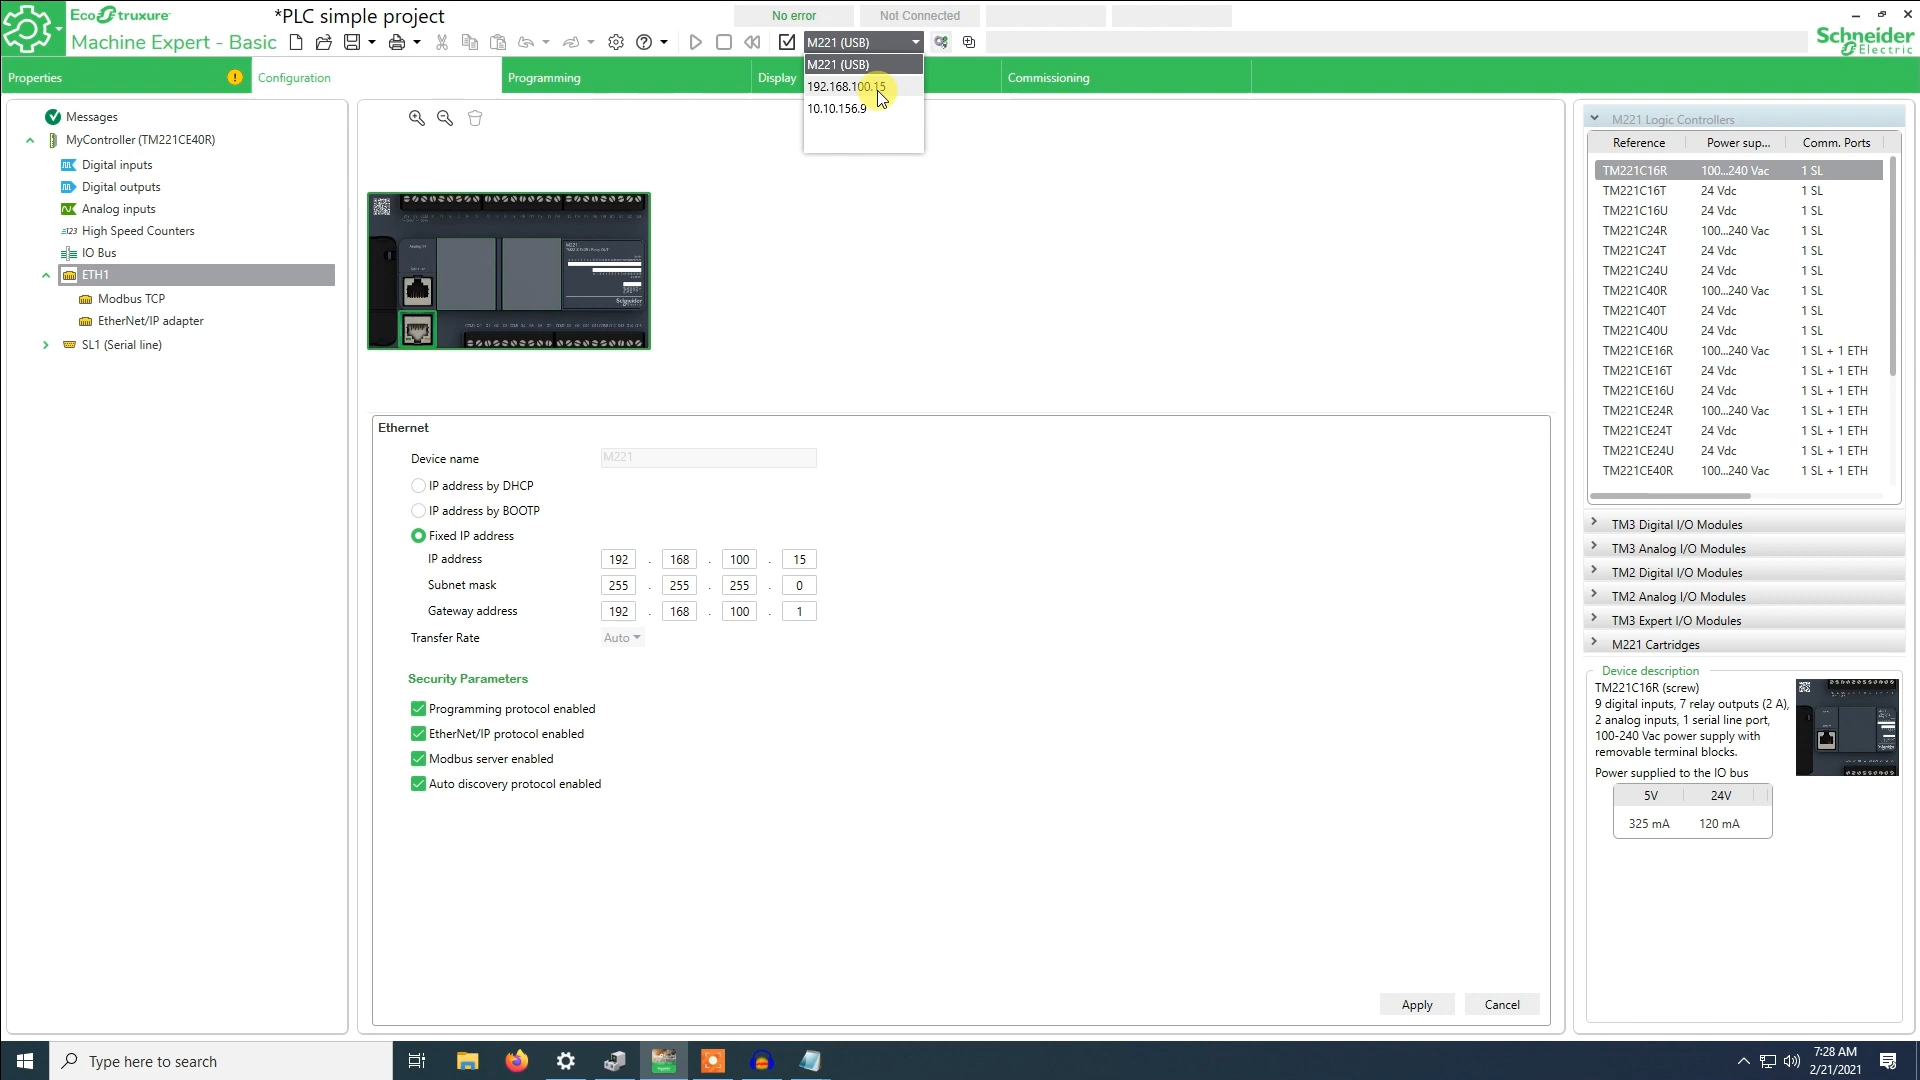 EcoStruxure
Machine Expert - Basic
*PLC simple project
No error
Not Connected
Schneider
Electric
M221 (USB)
M221 (USB)
192.168.100.15
10.10.156.9
Properties
Configuration
Programming
Display
Commissioning
Messages
MyController (TM221CE40R)
Digital inputs
Digital outputs
Analog inputs
High Speed Counters
IO Bus
ETH1
Modbus TCP
EtherNet/IP adapter
SL1 (Serial line)
Ethernet
Device name M221
IP address by DHCP
IP address by BOOTP
Fixed IP address
IP address 192 . 168 . 100 . 15
Subnet mask 255 . 255 . 255 . 0
Gateway address 192 . 168 . 100 . 1
Transfer Rate Auto
Security Parameters
Programming protocol enabled
EtherNet/IP protocol enabled
Modbus server enabled
Auto discovery protocol enabled
Apply Cancel
M221 Logic Controllers
Reference Power sup... Comm. Ports
TM221C16R 100...240 Vac 1 SL
TM221C16T 24 Vdc 1 SL
TM221C16U 24 Vdc 1 SL
TM221C24R 100...240 Vac 1 SL
TM221C24T 24 Vdc 1 SL
TM221C24U 24 Vdc 1 SL
TM221C40R 100...240 Vac 1 SL
TM221C40T 24 Vdc 1 SL
TM221C40U 24 Vdc 1 SL
TM221CE16R 100...240 Vac 1 SL + 1 ETH
TM221CE16T 24 Vdc 1 SL + 1 ETH
TM221CE16U 24 Vdc 1 SL + 1 ETH
TM221CE24R 100...240 Vac 1 SL + 1 ETH
TM221CE24T 24 Vdc 1 SL + 1 ETH
TM221CE24U 24 Vdc 1 SL + 1 ETH
TM221CE40R 100...240 Vac 1 SL + 1 ETH
TM3 Digital I/O Modules
TM3 Analog I/O Modules
TM2 Digital I/O Modules
TM2 Analog I/O Modules
TM3 Expert I/O Modules
M221 Cartridges
Device description
TM221C16R (screw)
9 digital inputs, 7 relay outputs (2 A),
2 analog inputs, 1 serial line port,
100-240 Vac power supply with
removable terminal blocks.
Power supplied to the IO bus
5V 24V
325 mA 120 mA
Type here to search
7:28 AM
2/21/2021